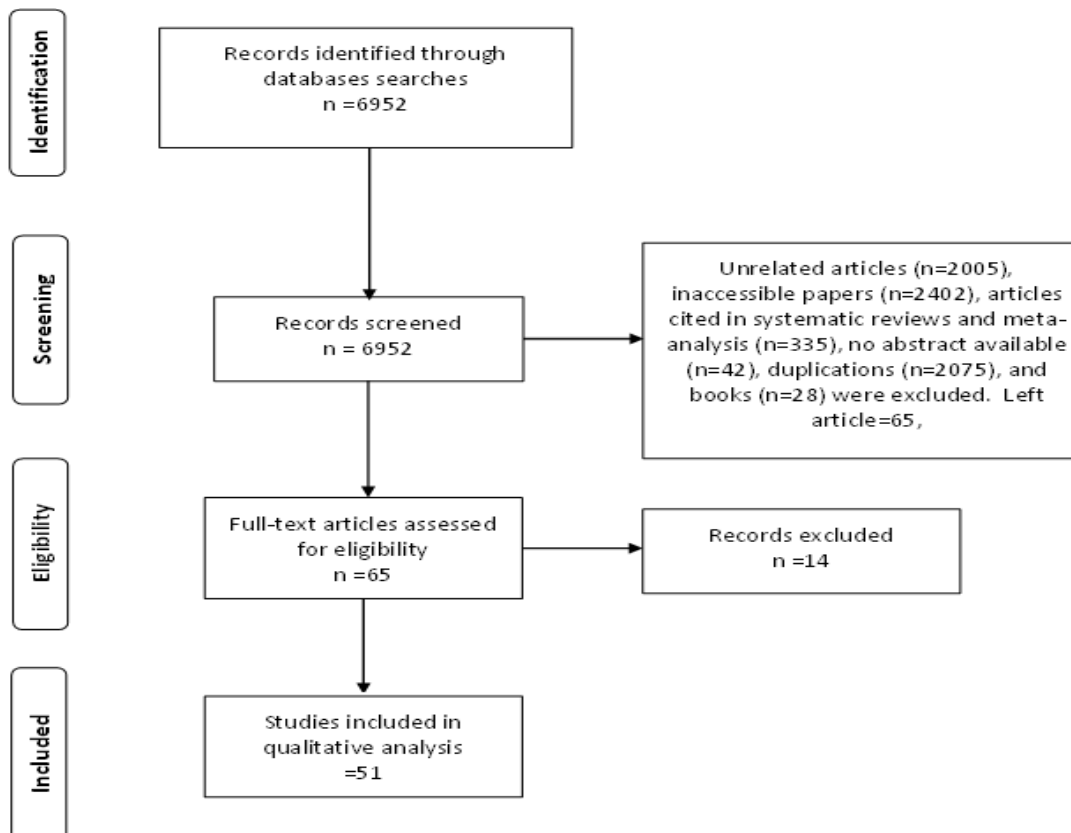 Identification
Records identified through
databases searches
n =6952
Screening
Records screened
n = 6952
Unrelated articles (n=2005),
inaccessible papers (n=2402), articles
cited in systematic reviews and meta-
analysis (n=335), no abstract available
(n=42), duplications (n=2075), and
books (n=28) were excluded. Left
article=65,
Eligibility
Full-text articles assessed
for eligibility
n =65
Records excluded
n =14
Included
Studies included in
qualitative analysis
=51